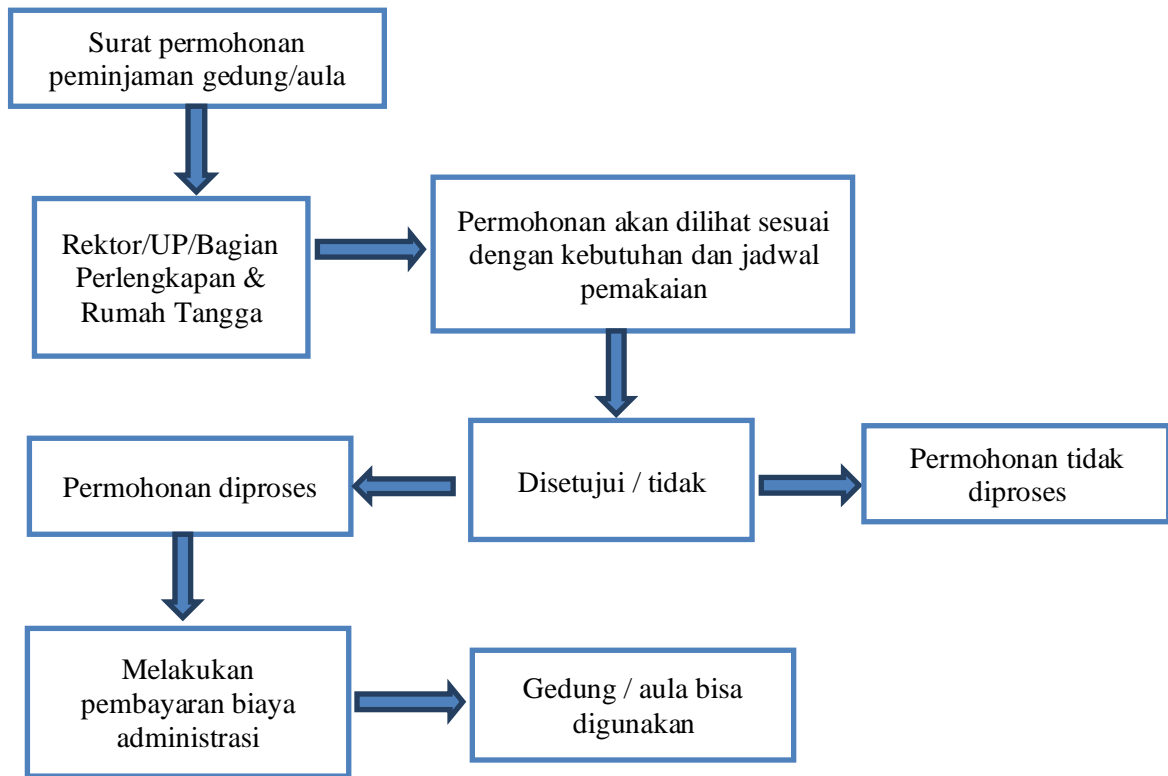 Surat permohonan
peminjaman gedung/aula
Rektor/UP/Bagian
Perlengkapan &
Rumah Tangga
Permohonan akan dilihat sesuai
dengan kebutuhan dan jadwal
pemakaian
Permohonan diproses
Disetujui / tidak
Permohonan tidak
diproses
Melakukan
pembayaran biaya
administrasi
Gedung / aula bisa
digunakan